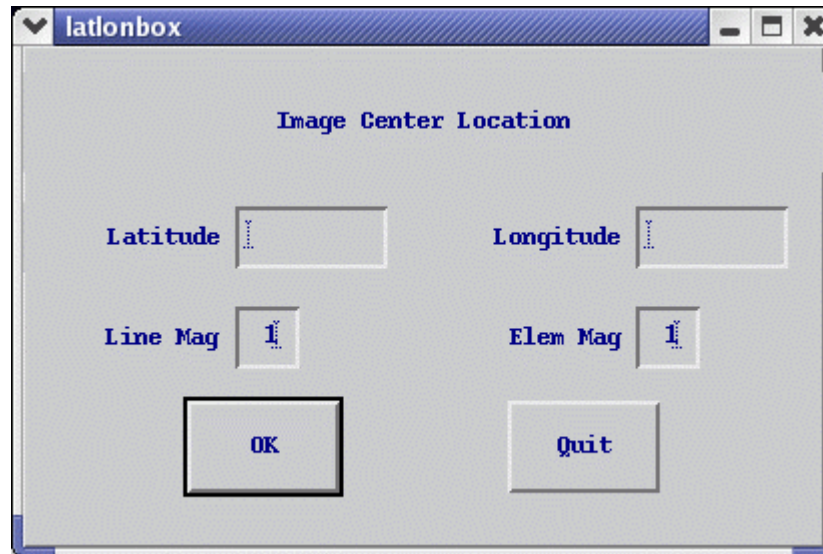 latlonbox
Image Center Location
Latitude Longitude
Line Mag 1 Elem Mag 1
OK Quit